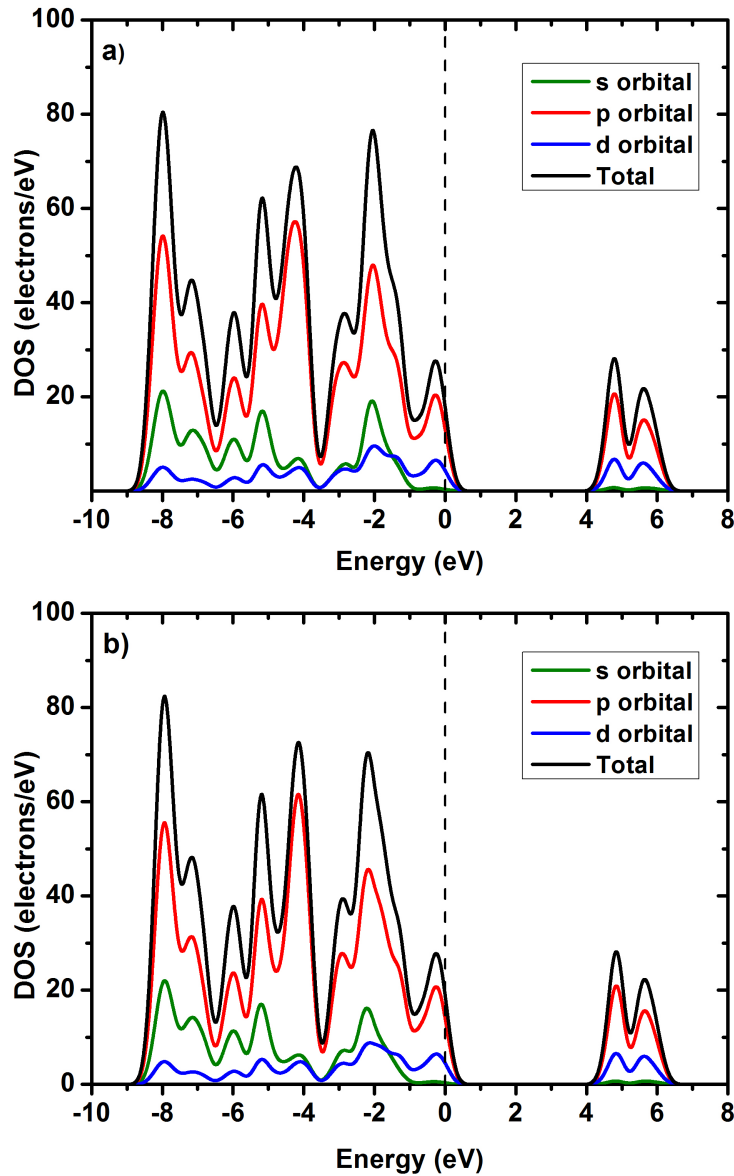 a)
100
80
60
40
20
DOS (electrons/eV)
s orbital
p orbital
d orbital
Total
-10 -8 -6 -4 -2 0 2 4 6 8
Energy (eV)
b)
100
80
60
40
20
0
DOS (electrons/eV)
s orbital
p orbital
d orbital
Total
-10 -8 -6 -4 -2 0 2 4 6 8
Energy (eV)